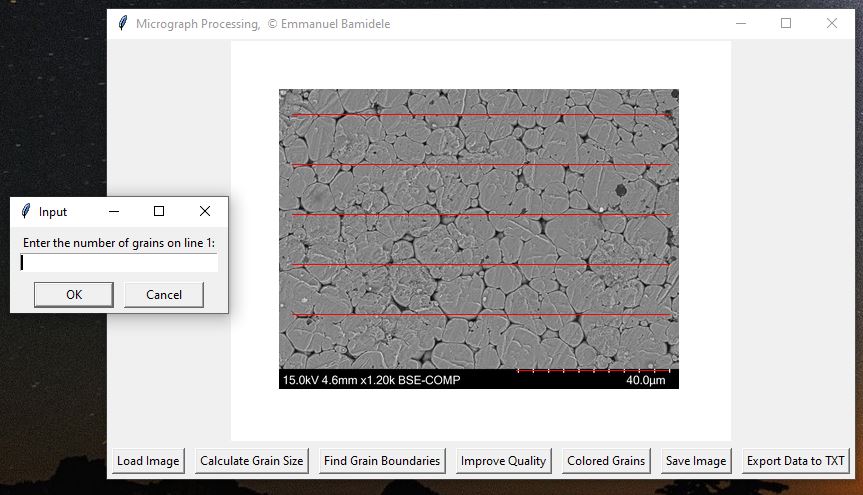 Micrograph Processing, © Emmanuel Bamidele
Input
Enter the number of grains on line 1:
OK Cancel
15.0kV 4.6mm x1.20k BSE-COMP 40.0µm
Load Image Calculate Grain Size Find Grain Boundaries Improve Quality Colored Grains Save Image Export Data to TXT